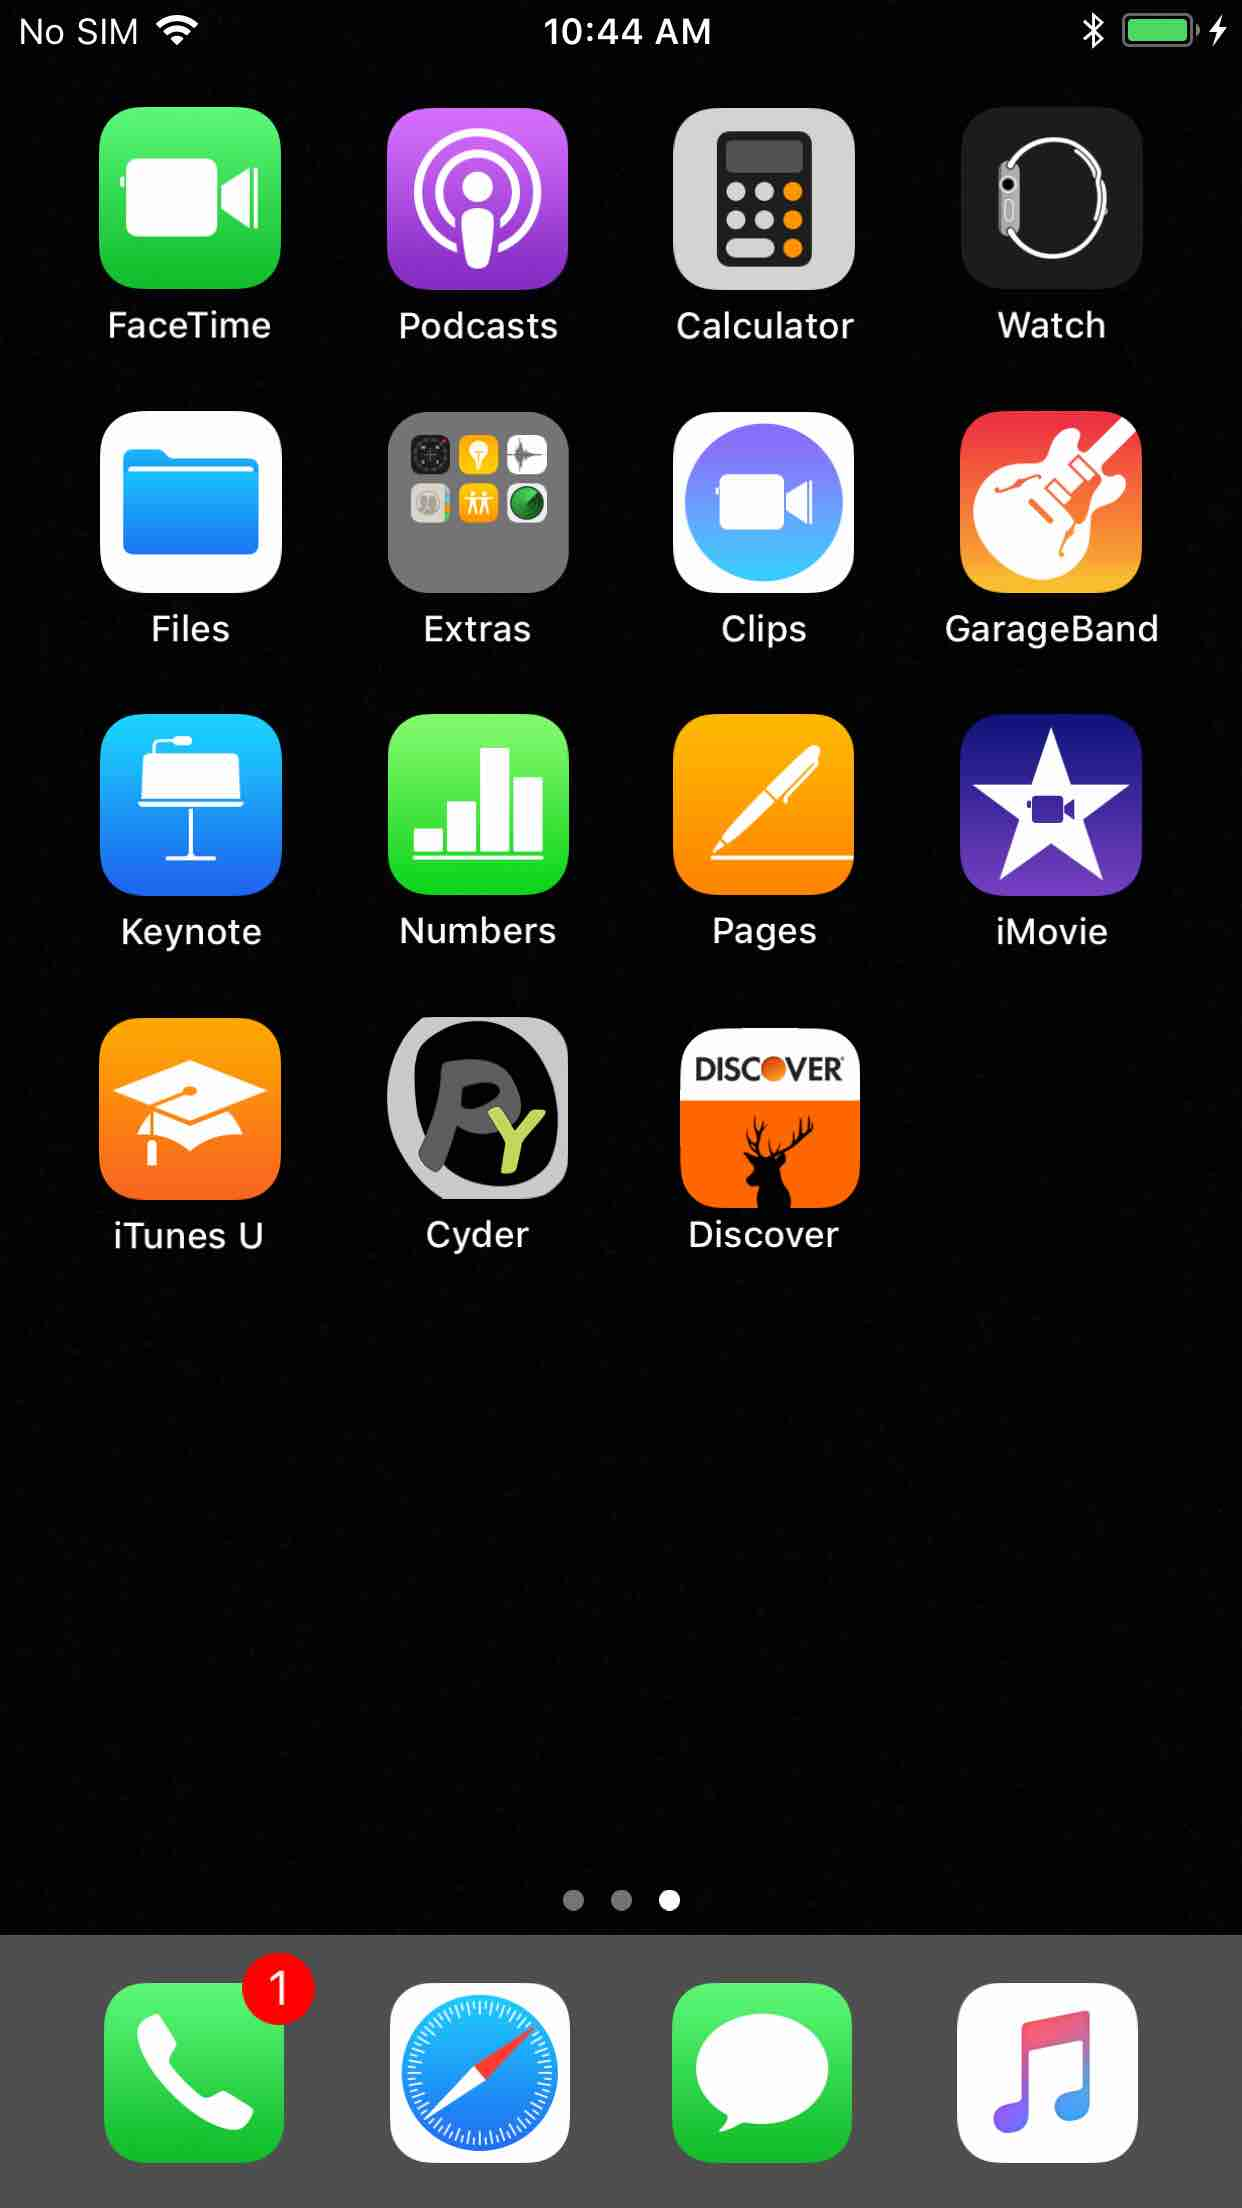 No SIM 10:44 AM
FaceTime Podcasts Calculator Watch
Files Extras Clips GarageBand
Keynote Numbers Pages iMovie
PY DISCOVER
iTunes U Cyder Discover
1